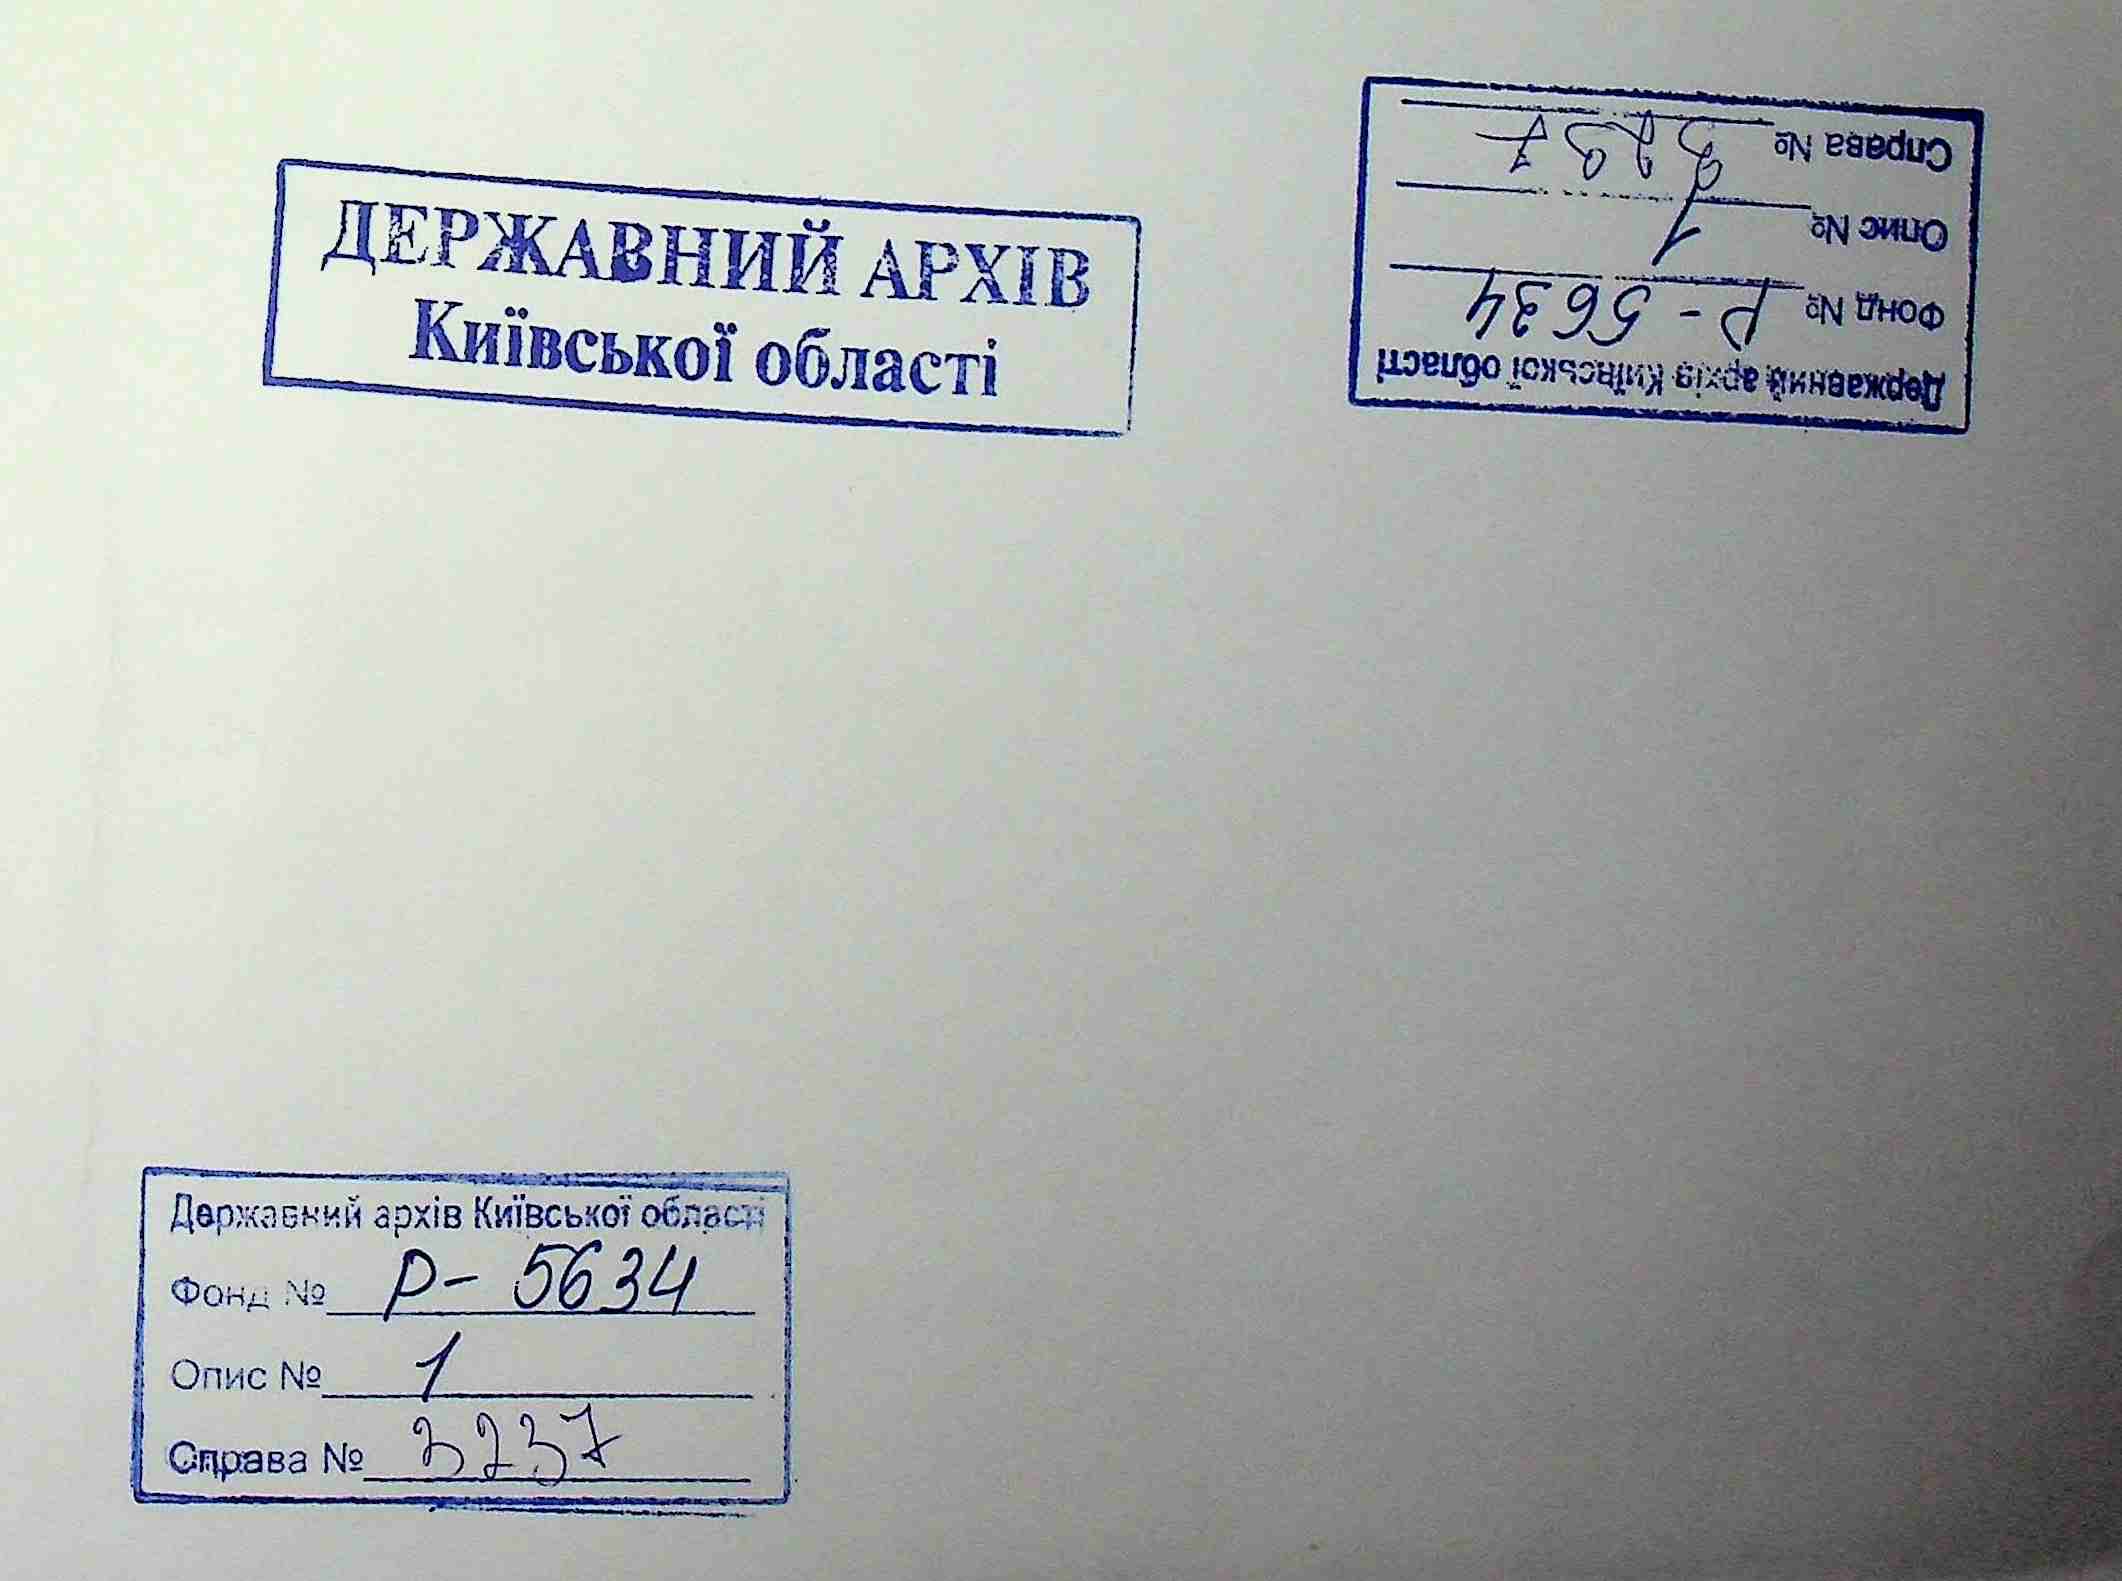 ДЕРЖАВНИЙ АРХІВ
Київської області
Державний архів Київської області
Фонд № Р-5634
Опис № 1
Справа № 3237
Державний архів Київської області
Фонд № Р- 5634
Опис № 1
Справа № 3237